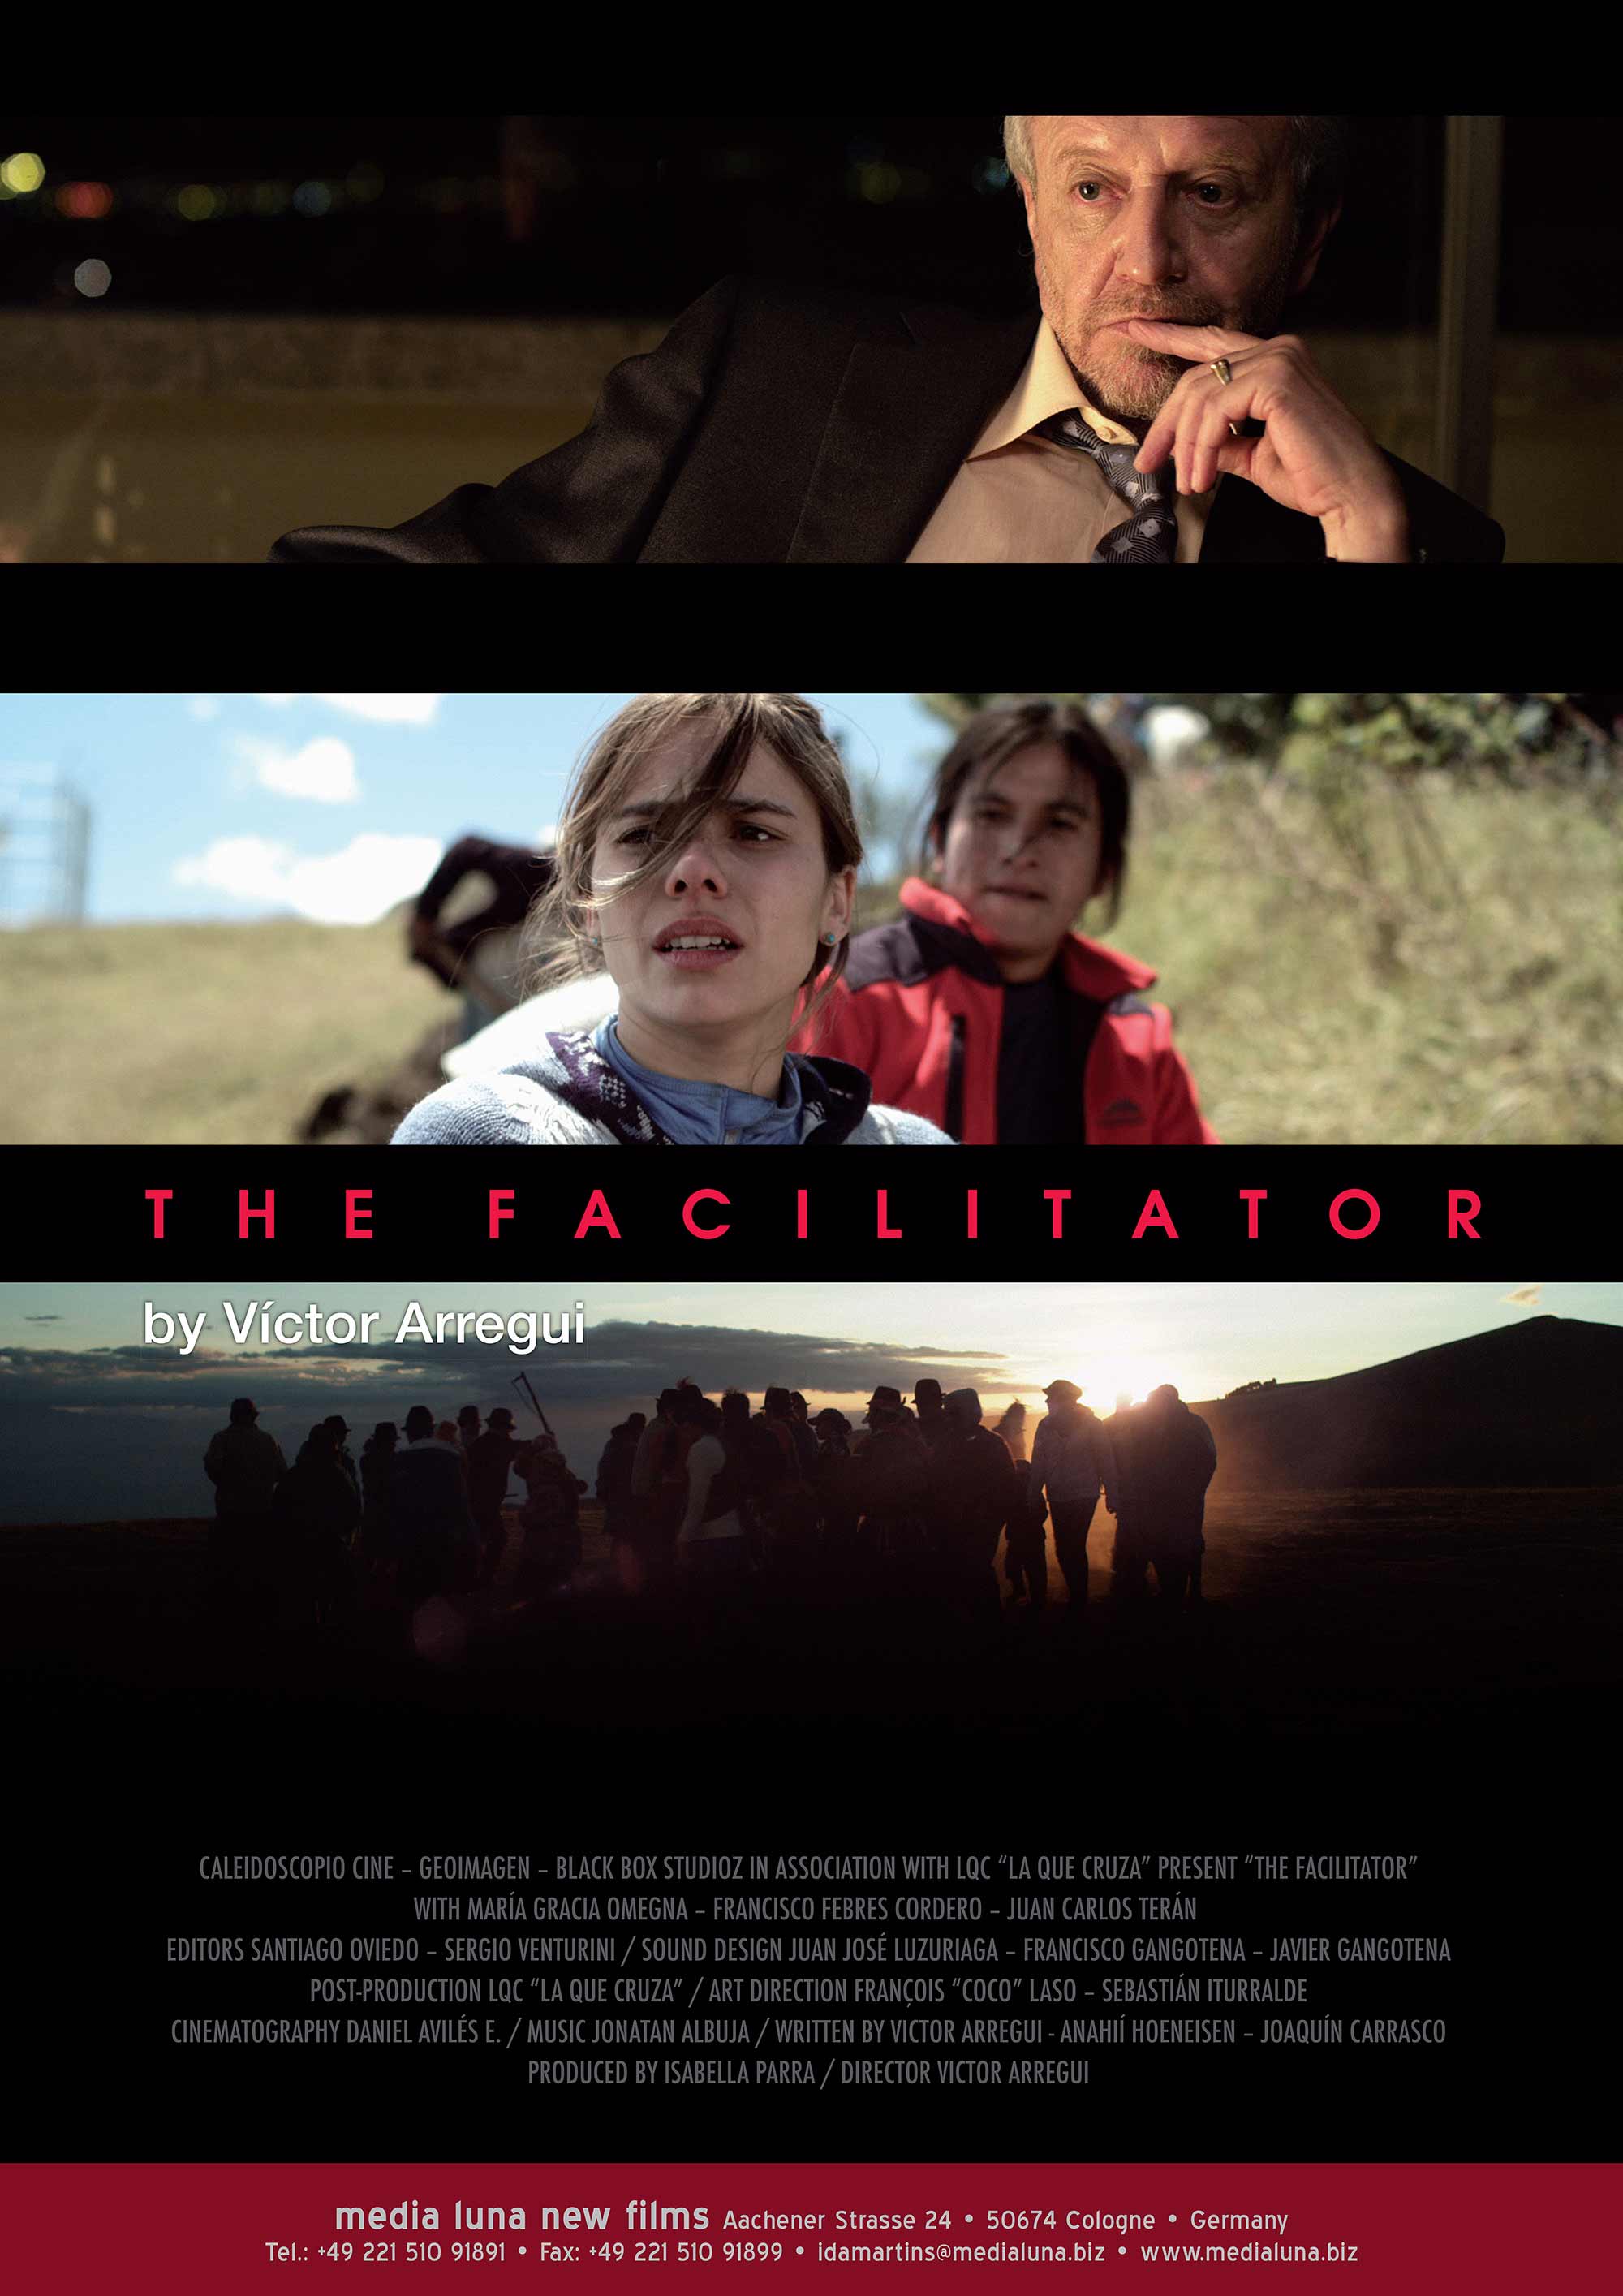 THE FACILITATOR
by Víctor Arregui
CALEIDOSCOPIO CINE – GEOIMAGEN – BLACK BOX STUDIOZ IN ASSOCIATION WITH LQC “LA QUE CRUZA” PRESENT “THE FACILITATOR”
WITH MARÍA GRACIA OMEGNA – FRANCISCO FEBRES CORDERO – JUAN CARLOS TERÁN
EDITORS SANTIAGO OVIEDO – SERGIO VENTURINI / SOUND DESIGN JUAN JOSÉ LUZURIAGA – FRANCISCO GANGOTENA – JAVIER GANGOTENA
POST-PRODUCTION LQC “LA QUE CRUZA” / ART DIRECTION FRANÇOIS “COCO” LASO – SEBASTIÁN ITURRALDE
CINEMATOGRAPHY DANIEL AVILÉS E. / MUSIC JONATAN ALBUJA / WRITTEN BY VICTOR ARREGUI - ANAHIÍ HOENEISEN – JOAQUÍN CARRASCO
PRODUCED BY ISABELLA PARRA / DIRECTOR VICTOR ARREGUI
media luna new films Aachener Strasse 24 • 50674 Cologne • Germany
Tel.: +49 221 510 91891 • Fax: +49 221 510 91899 • idamartins@medialuna.biz • www.medialuna.biz